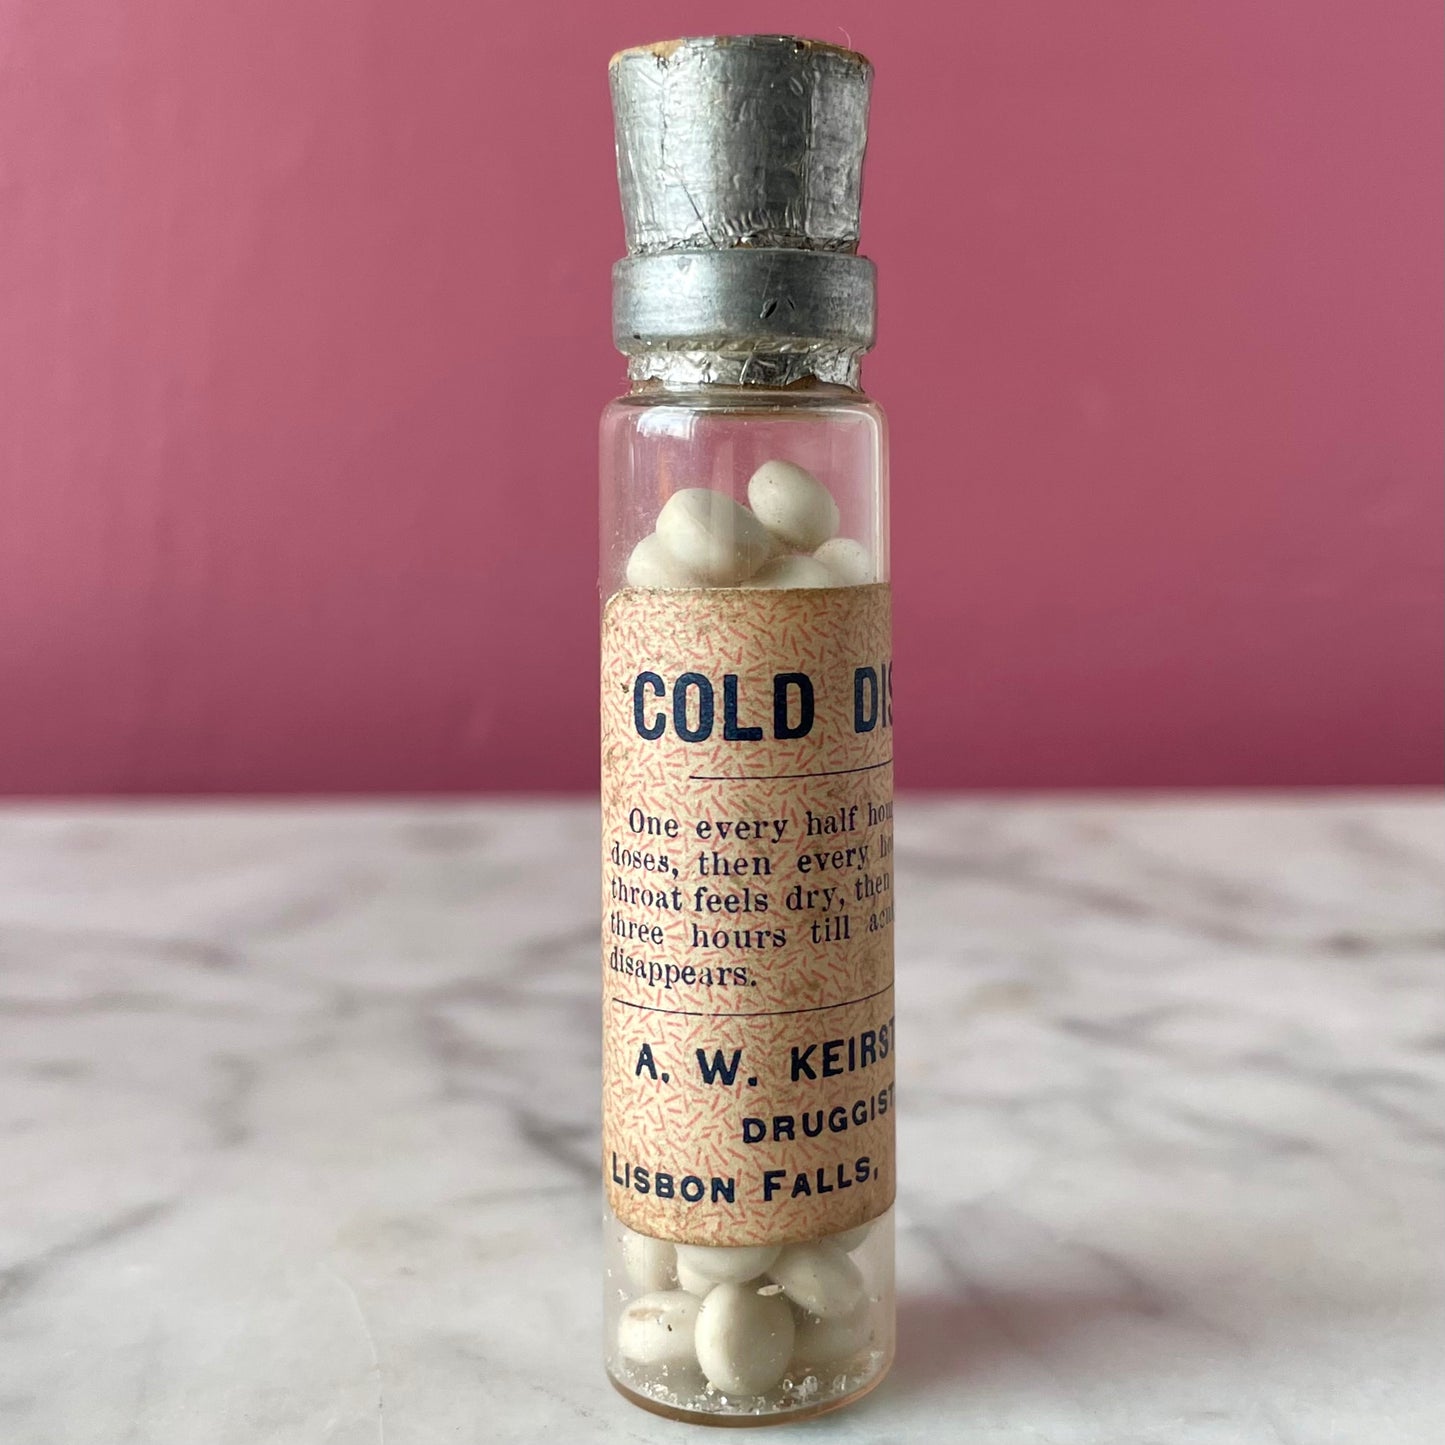 COLD DIS
One every half hou
doses, then every ho
throat feels dry, then
three hours till acu
disappears.
A. W. KEIRST
DRUGGIST
LISBON FALLS,